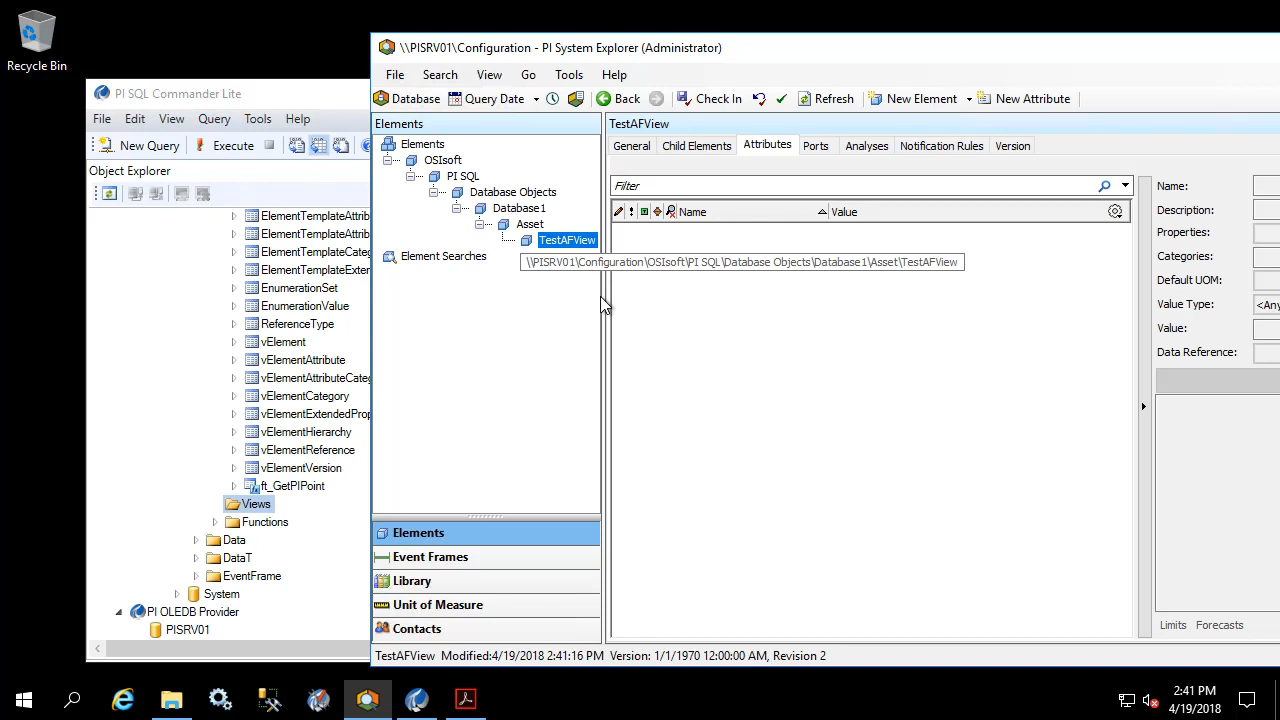 Recycle Bin
PI SQL Commander Lite
File Edit View Query Tools Help
New Query Execute
Object Explorer
ElementTemplateAttrib
ElementTemplateAttrib
ElementTemplateCateg
ElementTemplateExten
EnumerationSet
EnumerationValue
ReferenceType
vElement
vElementAttribute
vElementAttributeCateg
vElementCategory
vElementExtendedProp
vElementHierarchy
vElementReference
vElementVersion
ft_GetPIPoint
Views
Functions
Data
DataT
EventFrame
System
PI OLEDB Provider
PISRV01
\\PISRV01\Configuration - PI System Explorer (Administrator)
File Search View Go Tools Help
Database Query Date Back Check In Refresh New Element New Attribute
Elements
Elements
OSIsoft
PI SQL
Database Objects
Database1
Asset
TestAFView
Element Searches
\\PISRV01\Configuration\OSIsoft\PI SQL\Database Objects\Database1\Asset\TestAFView
Elements
Event Frames
Library
Unit of Measure
Contacts
TestAFView
General Child Elements Attributes Ports Analyses Notification Rules Version
Filter
Name Value
Name:
Description:
Properties:
Categories:
Default UOM:
Value Type: <Any
Value:
Data Reference:
Limits Forecasts
TestAFView Modified:4/19/2018 2:41:16 PM Version: 1/1/1970 12:00:00 AM, Revision 2
2:41 PM
4/19/2018